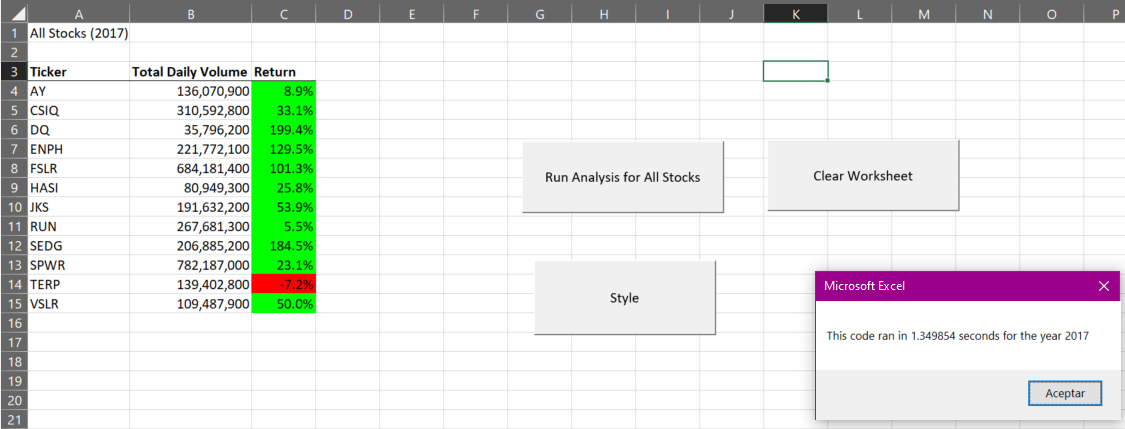 A B C D E F G H I J K L M N O P
1 All Stocks (2017)
2
3 Ticker Total Daily Volume Return
4 AY 136,070,900 8.9%
5 CSIQ 310,592,800 33.1%
6 DQ 35,796,200 199.4%
7 ENPH 221,772,100 129.5%
8 FSLR 684,181,400 101.3%
9 HASI 80,949,300 25.8%
10 JKS 191,632,200 53.9%
11 RUN 267,681,300 5.5%
12 SEDG 206,885,200 184.5%
13 SPWR 782,187,000 23.1%
14 TERP 139,402,800 -7.2%
15 VSLR 109,487,900 50.0%
16
17
18
19
20
21
Run Analysis for All Stocks
Clear Worksheet
Style
Microsoft Excel
This code ran in 1.349854 seconds for the year 2017
Aceptar